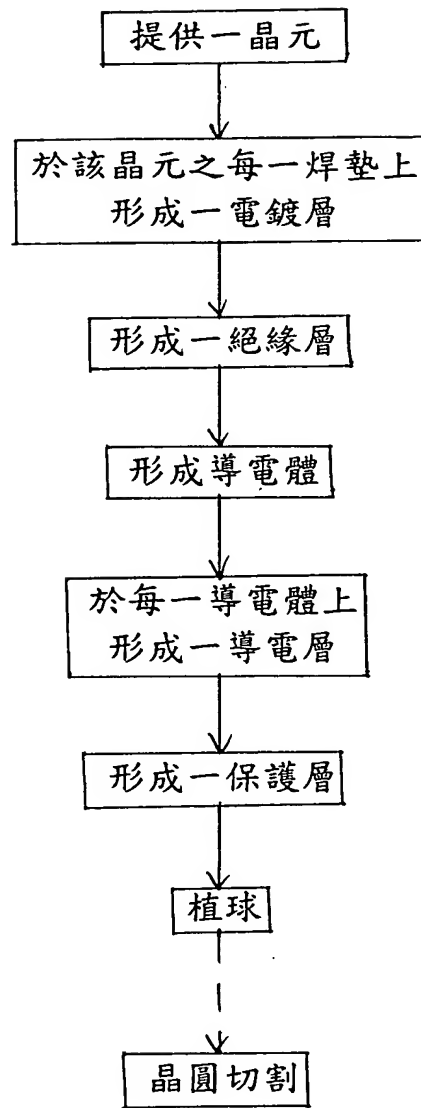 提供一晶元
於該晶元之每一焊墊上
形成一電鍍層
形成一絕緣層
形成導電體
於每一導電體上
形成一導電層
形成一保護層
植球
晶圓切割